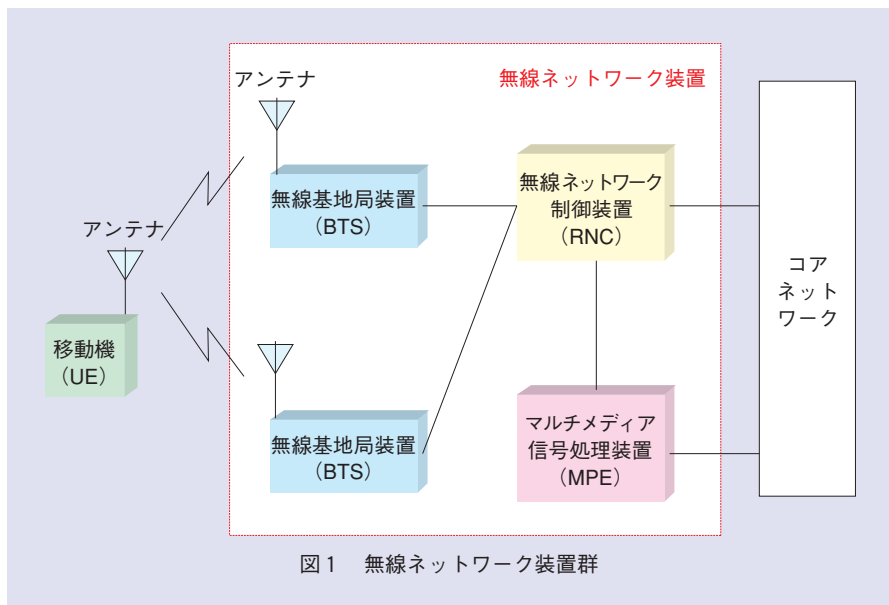 無線ネットワーク装置
アンテナ
無線基地局装置
（BTS）
無線ネットワーク
制御装置
（RNC）
アンテナ
移動機
（UE）
コア
ネット
ワーク
無線基地局装置
（BTS）
マルチメディア
信号処理装置
（MPE）
図1　無線ネットワーク装置群